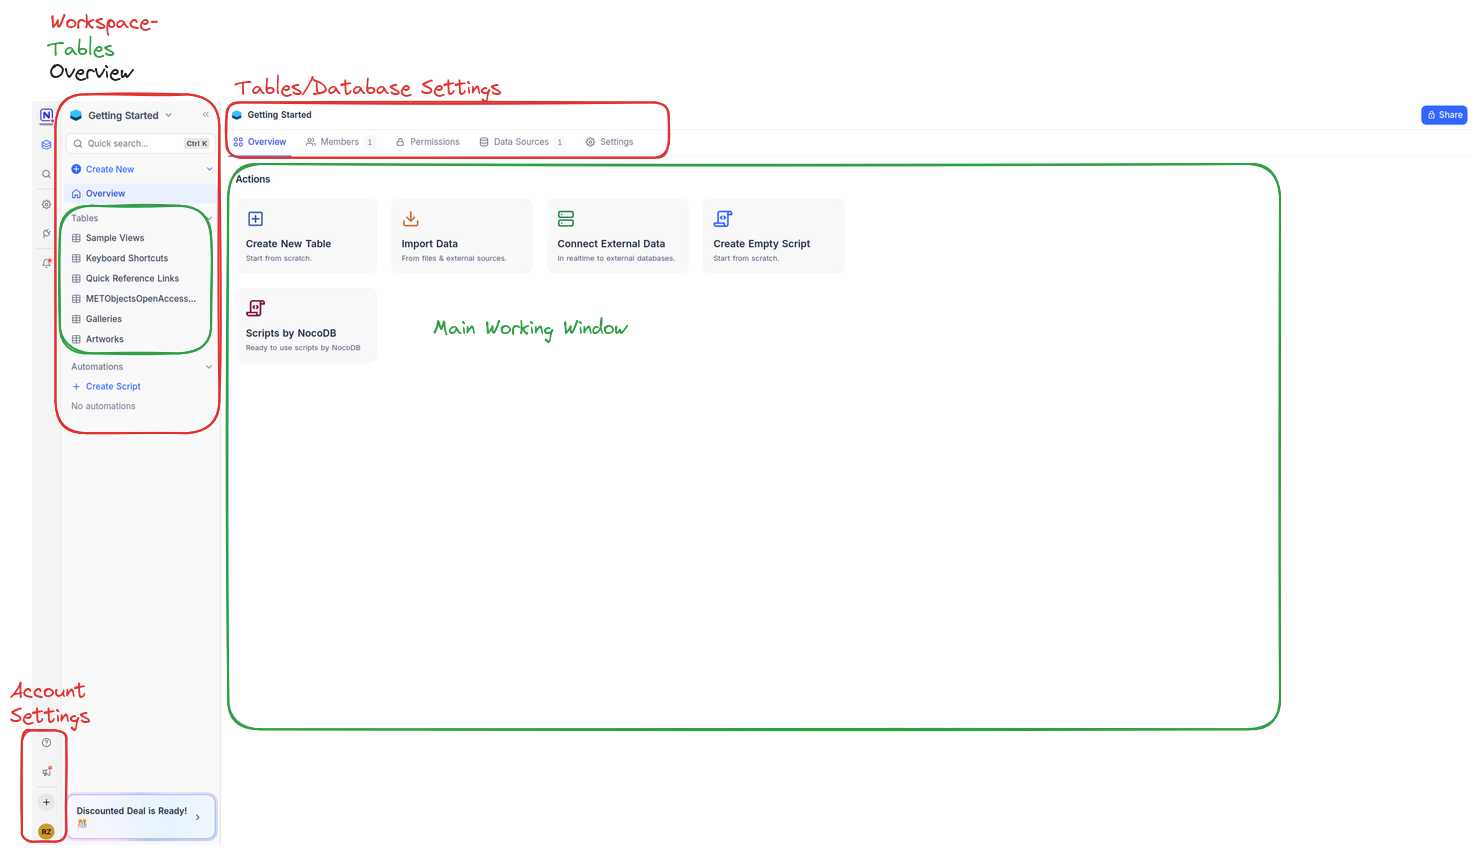 Workspace-
Tables
Overview
Tables/Database Settings
N
Getting Started
Quick search...
Ctrl K
Create New
Overview
Tables
Sample Views
Keyboard Shortcuts
Quick Reference Links
METObjectsOpenAccess...
Galleries
Artworks
Automations
Create Script
No automations
Getting Started
Share
Overview
Members 1
Permissions
Data Sources 1
Settings
Actions
Create New Table
Start from scratch.
Import Data
From files & external sources.
Connect External Data
In realtime to external databases.
Create Empty Script
Start from scratch.
Scripts by NocoDB
Ready to use scripts by NocoDB
Main Working Window
Account
Settings
Discounted Deal is Ready!
RZ